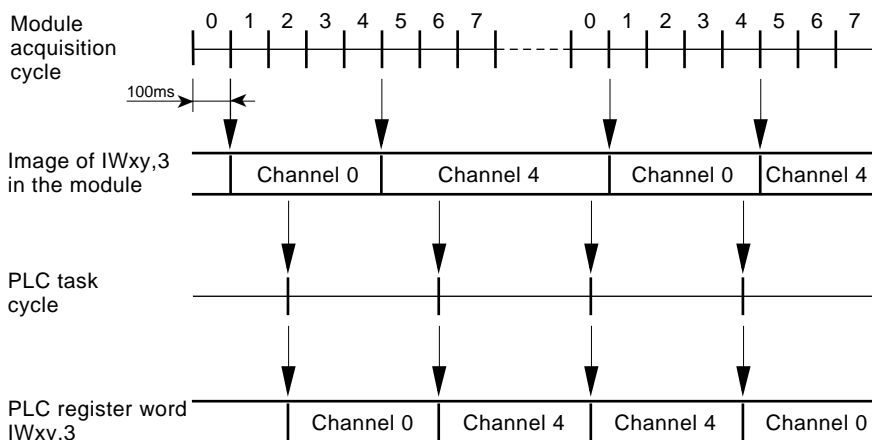 Module
acquisition
cycle
0 1 2 3 4 5 6 7 0 1 2 3 4 5 6 7
100ms
Image of IWxy,3
in the module
Channel 0 Channel 4 Channel 0 Channel 4
PLC task
cycle
PLC register word
IWxy,3
Channel 0 Channel 4 Channel 4 Channel 0